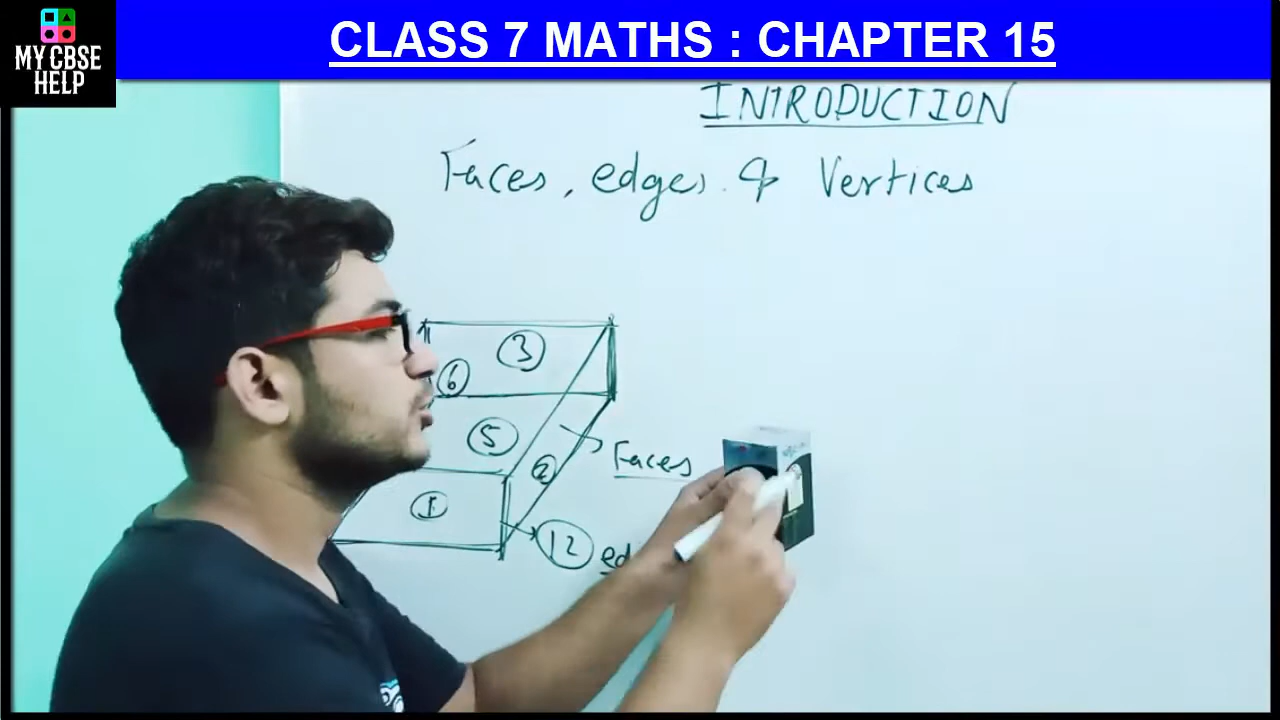 MY CBSE
HELP
CLASS 7 MATHS : CHAPTER 15
INTRODUCTION
Faces, edges & Vertices
3
6
5
2
Faces
1
12 ed